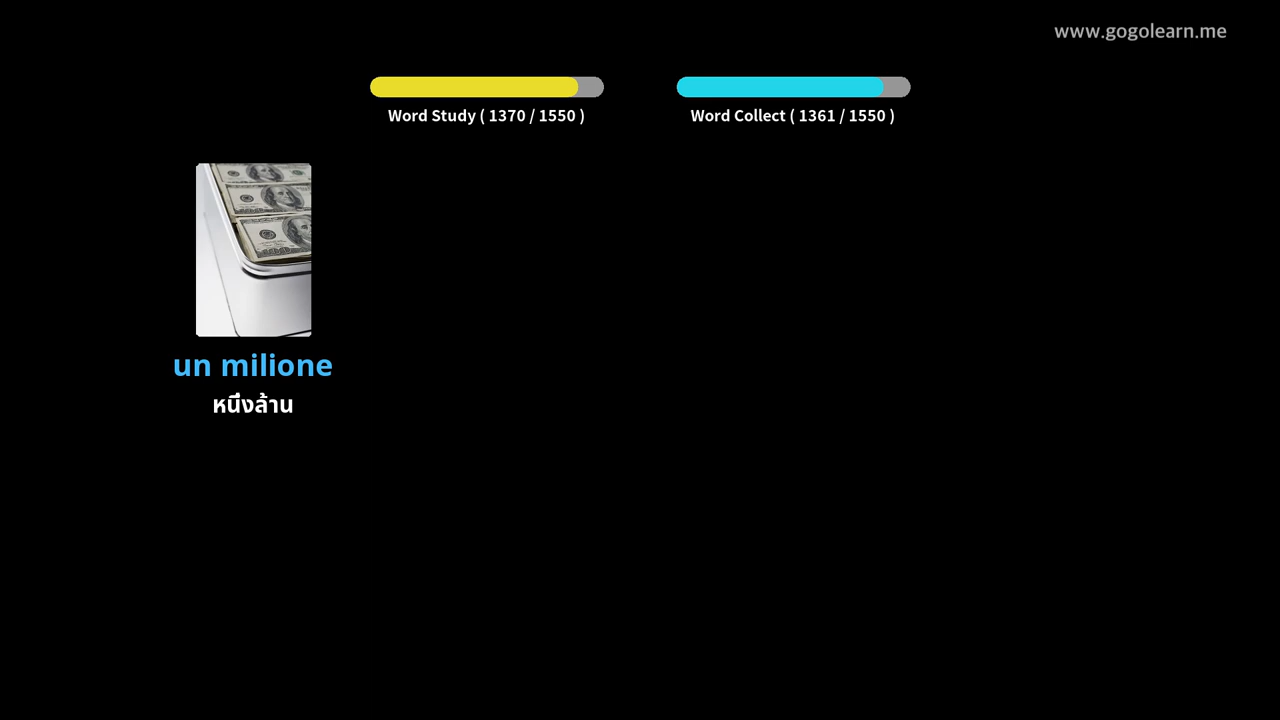 www.gogolearn.me
Word Study ( 1370 / 1550 )
Word Collect ( 1361 / 1550 )
un milione
หนึ่งล้าน